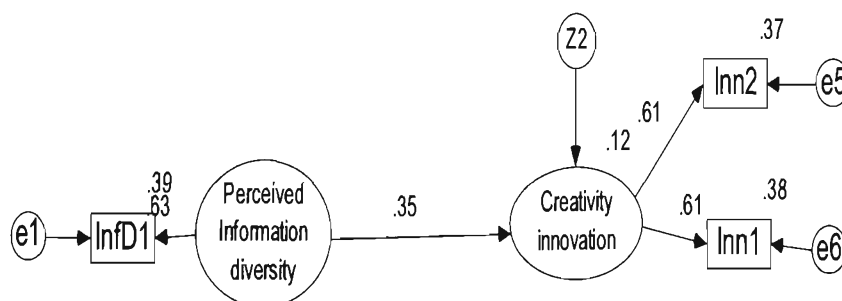 .37
Z2
Inn2
e5
.61
.12
.39
.63
Perceived
Information
diversity
.35
Creativity
innovation
.61
.38
e1
InfD1
Inn1
e6